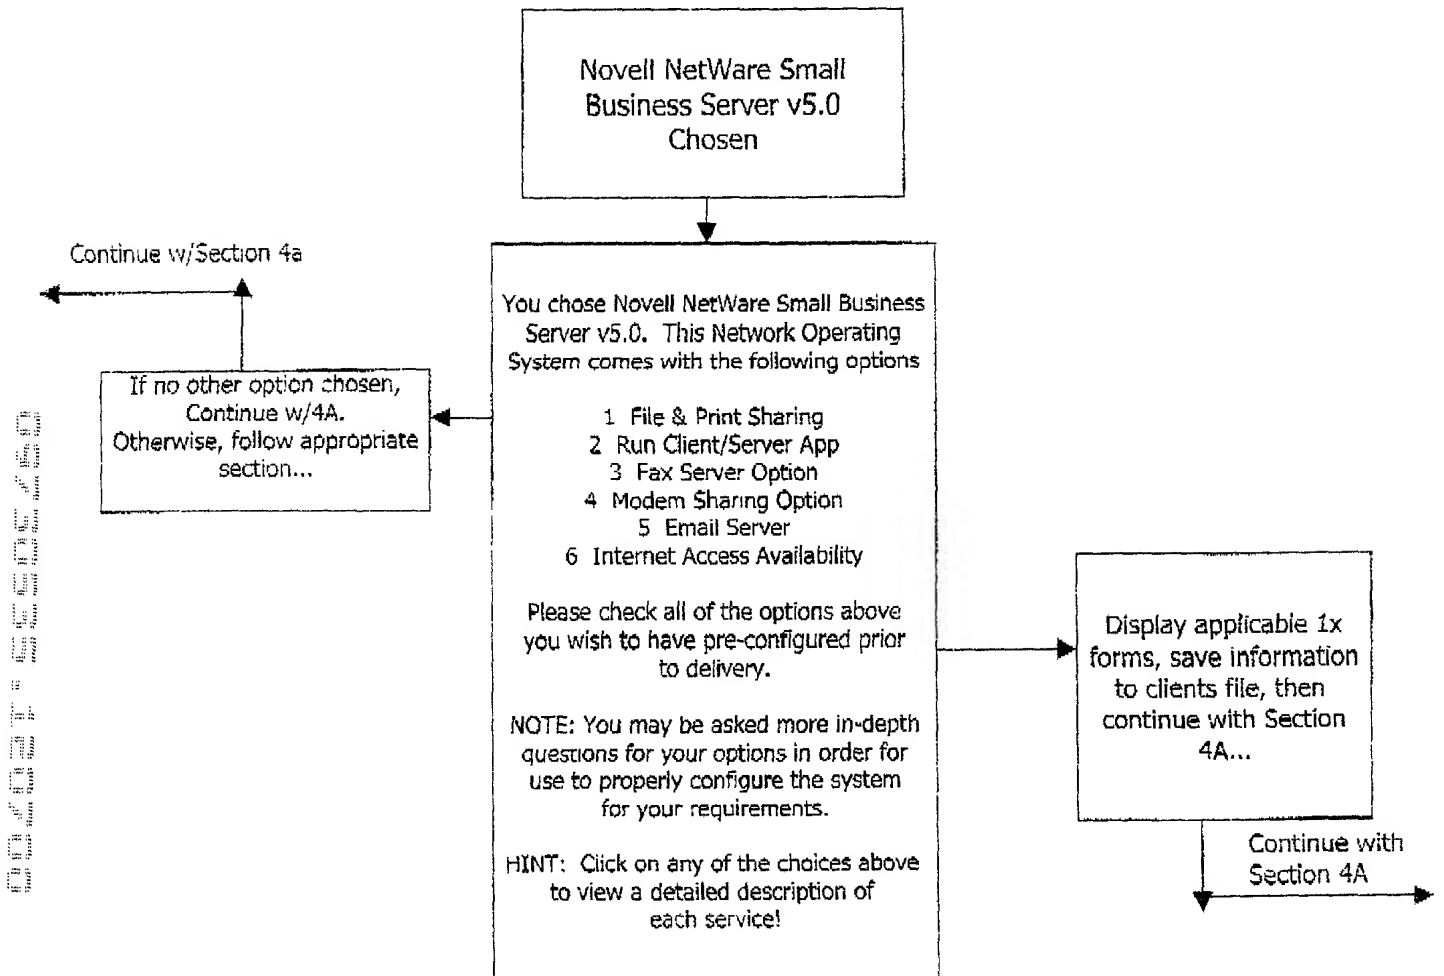 Novell NetWare Small
Business Server v5.0
Chosen
Continue w/Section 4a
You chose Novell NetWare Small Business
Server v5.0. This Network Operating
System comes with the following options
1 File & Print Sharing
2 Run Client/Server App
3 Fax Server Option
4 Modem Sharing Option
5 Email Server
6 Internet Access Availability
Please check all of the options above
you wish to have pre-configured prior
to delivery.
NOTE: You may be asked more in-depth
questions for your options in order for
use to properly configure the system
for your requirements.
HINT: Click on any of the choices above
to view a detailed description of
each service!
If no other option chosen,
Continue w/4A.
Otherwise, follow appropriate
section...
Display applicable 1x
forms, save information
to clients file, then
continue with Section
4A...
Continue with
Section 4A